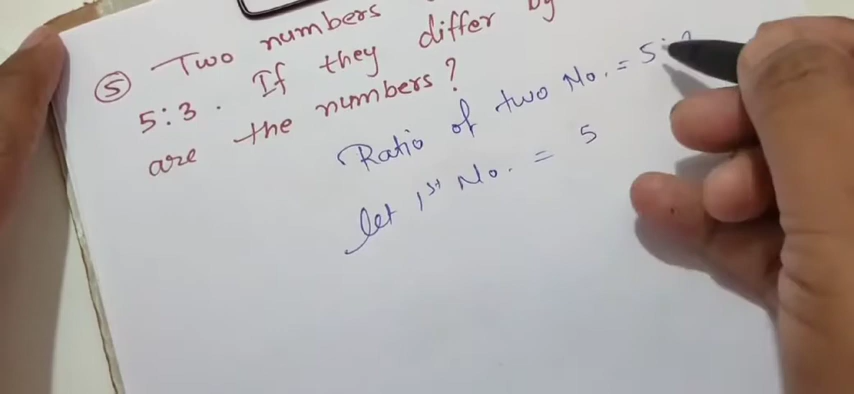 (5) Two numbers
5:3. If they differ by
are the numbers?
Ratio of two No. = 5:
let 1st No. = 5